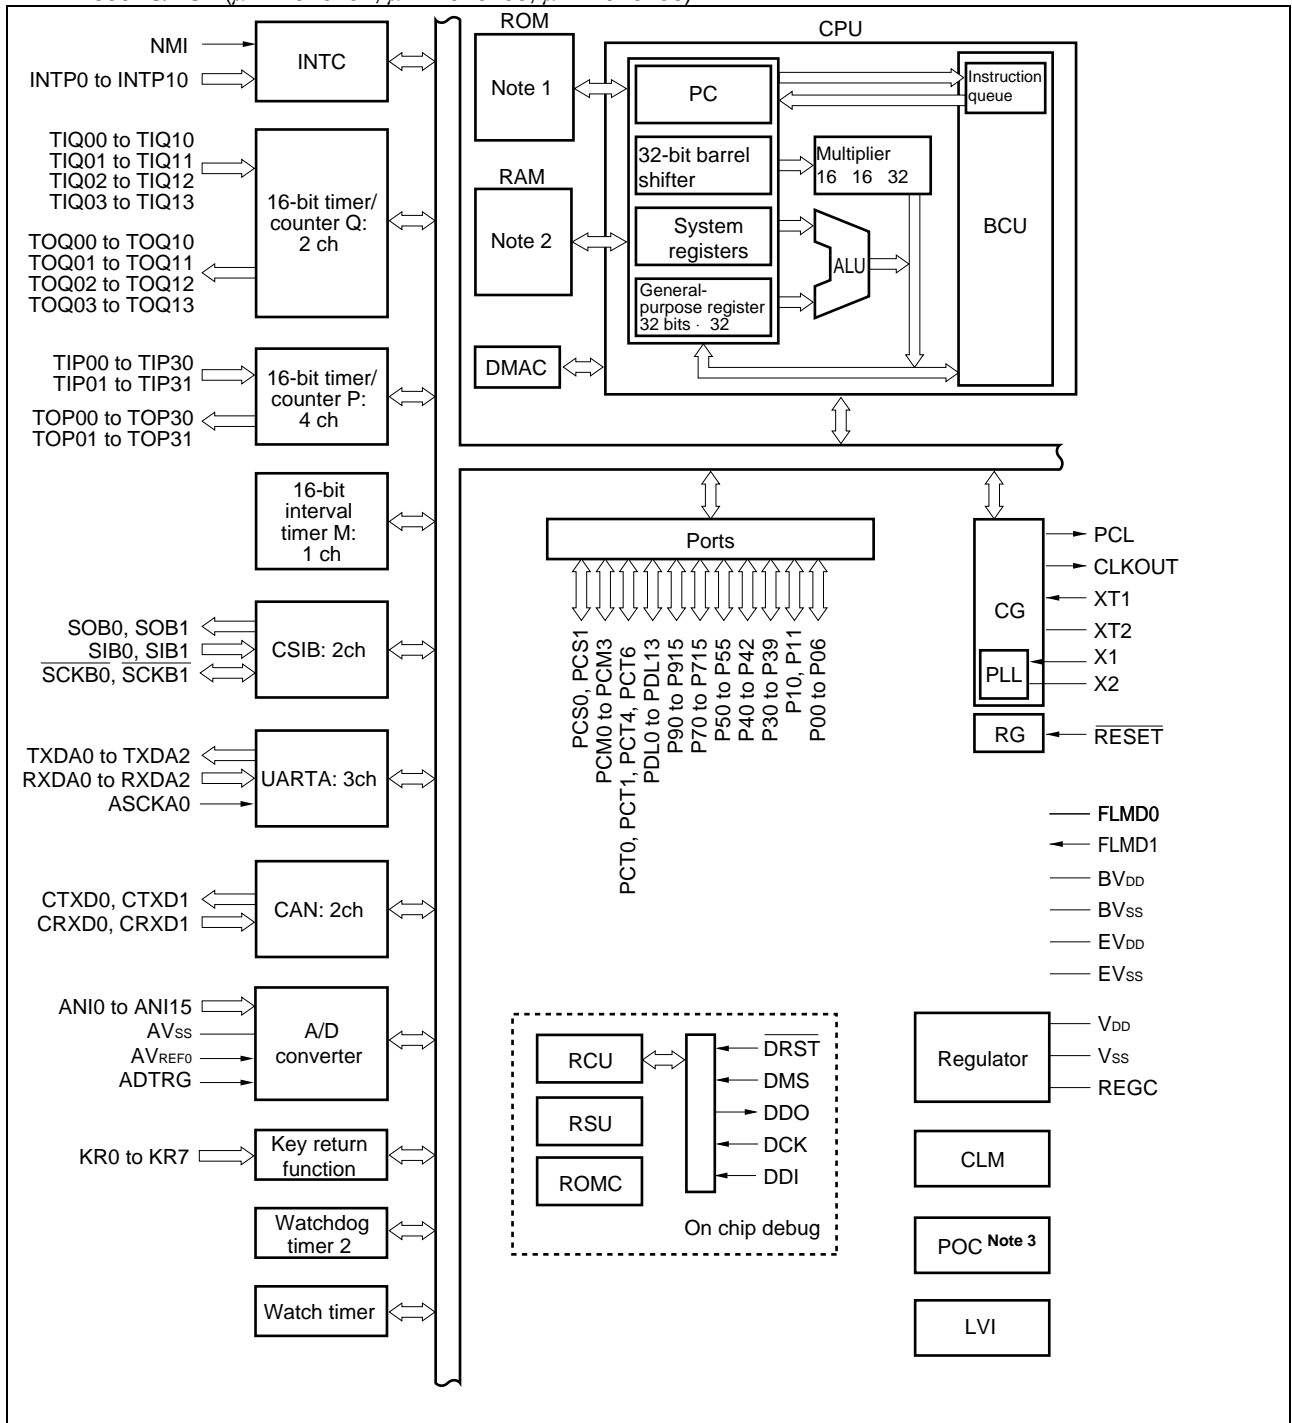 NMI
INTP0 to INTP10
INTC
TIQ00 to TIQ10
TIQ01 to TIQ11
TIQ02 to TIQ12
TIQ03 to TIQ13
TOQ00 to TOQ10
TOQ01 to TOQ11
TOQ02 to TOQ12
TOQ03 to TOQ13
16-bit timer/
counter Q:
2 ch
TIP00 to TIP30
TIP01 to TIP31
TOP00 to TOP30
TOP01 to TOP31
16-bit timer/
counter P:
4 ch
16-bit
interval
timer M:
1 ch
SOB0, SOB1
SIB0, SIB1
SCKB0, SCKB1
CSIB: 2ch
TXDA0 to TXDA2
RXDA0 to RXDA2
ASCKA0
UARTA: 3ch
CTXD0, CTXD1
CRXD0, CRXD1
CAN: 2ch
ANI0 to ANI15
AVSS
AVREF0
ADTRG
A/D
converter
KR0 to KR7
Key return
function
Watchdog
timer 2
Watch timer
ROM
Note 1
RAM
Note 2
DMAC
CPU
PC
32-bit barrel
shifter
System
registers
General-
purpose register
32 bits · 32
Multiplier
16 16 32
ALU
Instruction
queue
BCU
Ports
PCS0, PCS1
PCM0 to PCM3
PCT0, PCT1, PCT4, PCT6
PDL0 to PDL13
P90 to P915
P70 to P715
P50 to P55
P40 to P42
P30 to P39
P10, P11
P00 to P06
CG
PLL
RG
PCL
CLKOUT
XT1
XT2
X1
X2
RESET
FLMD0
FLMD1
BVDD
BVSS
EVDD
EVSS
Regulator
VDD
VSS
REGC
CLM
POC Note 3
LVI
RCU
RSU
ROMC
DRST
DMS
DDO
DCK
DDI
On chip debug